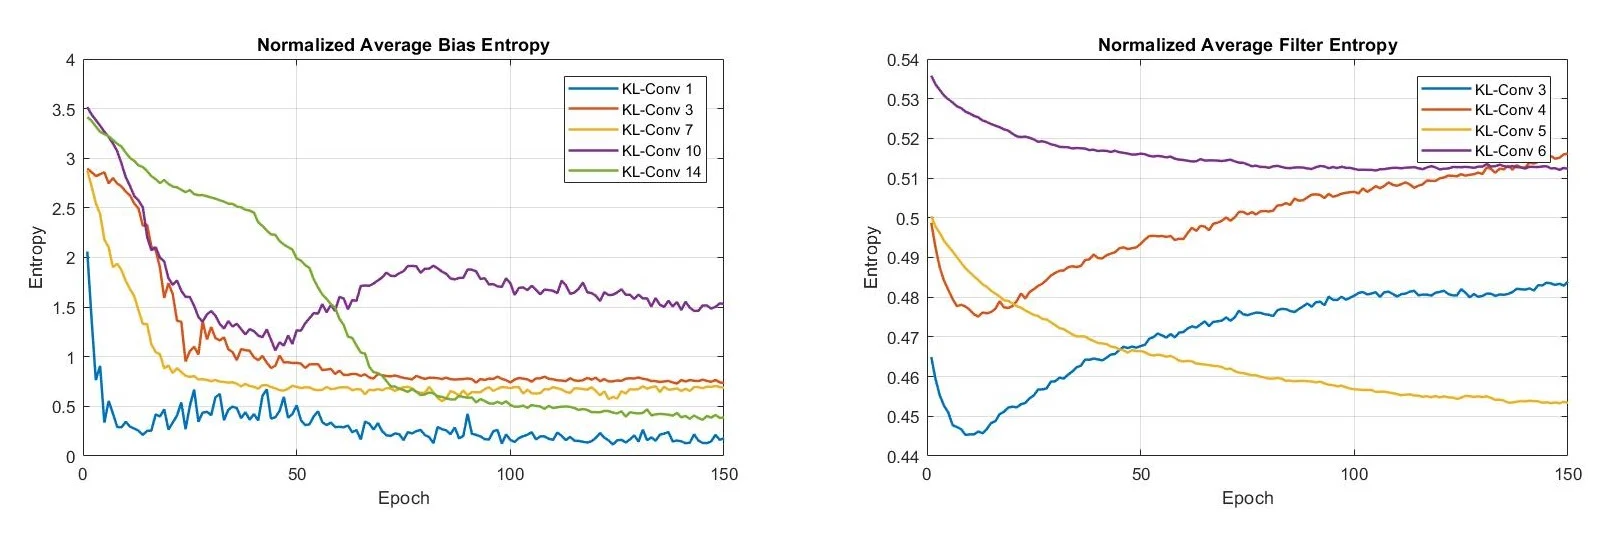 Normalized Average Bias Entropy
4
3.5
3
2.5
2
1.5
1
0.5
0
Entropy
KL-Conv 1
KL-Conv 3
KL-Conv 7
KL-Conv 10
KL-Conv 14
0
50
100
150
Epoch
Normalized Average Filter Entropy
0.54
0.53
0.52
0.51
0.5
0.49
0.48
0.47
0.46
0.45
0.44
Entropy
KL-Conv 3
KL-Conv 4
KL-Conv 5
KL-Conv 6
0
50
100
150
Epoch